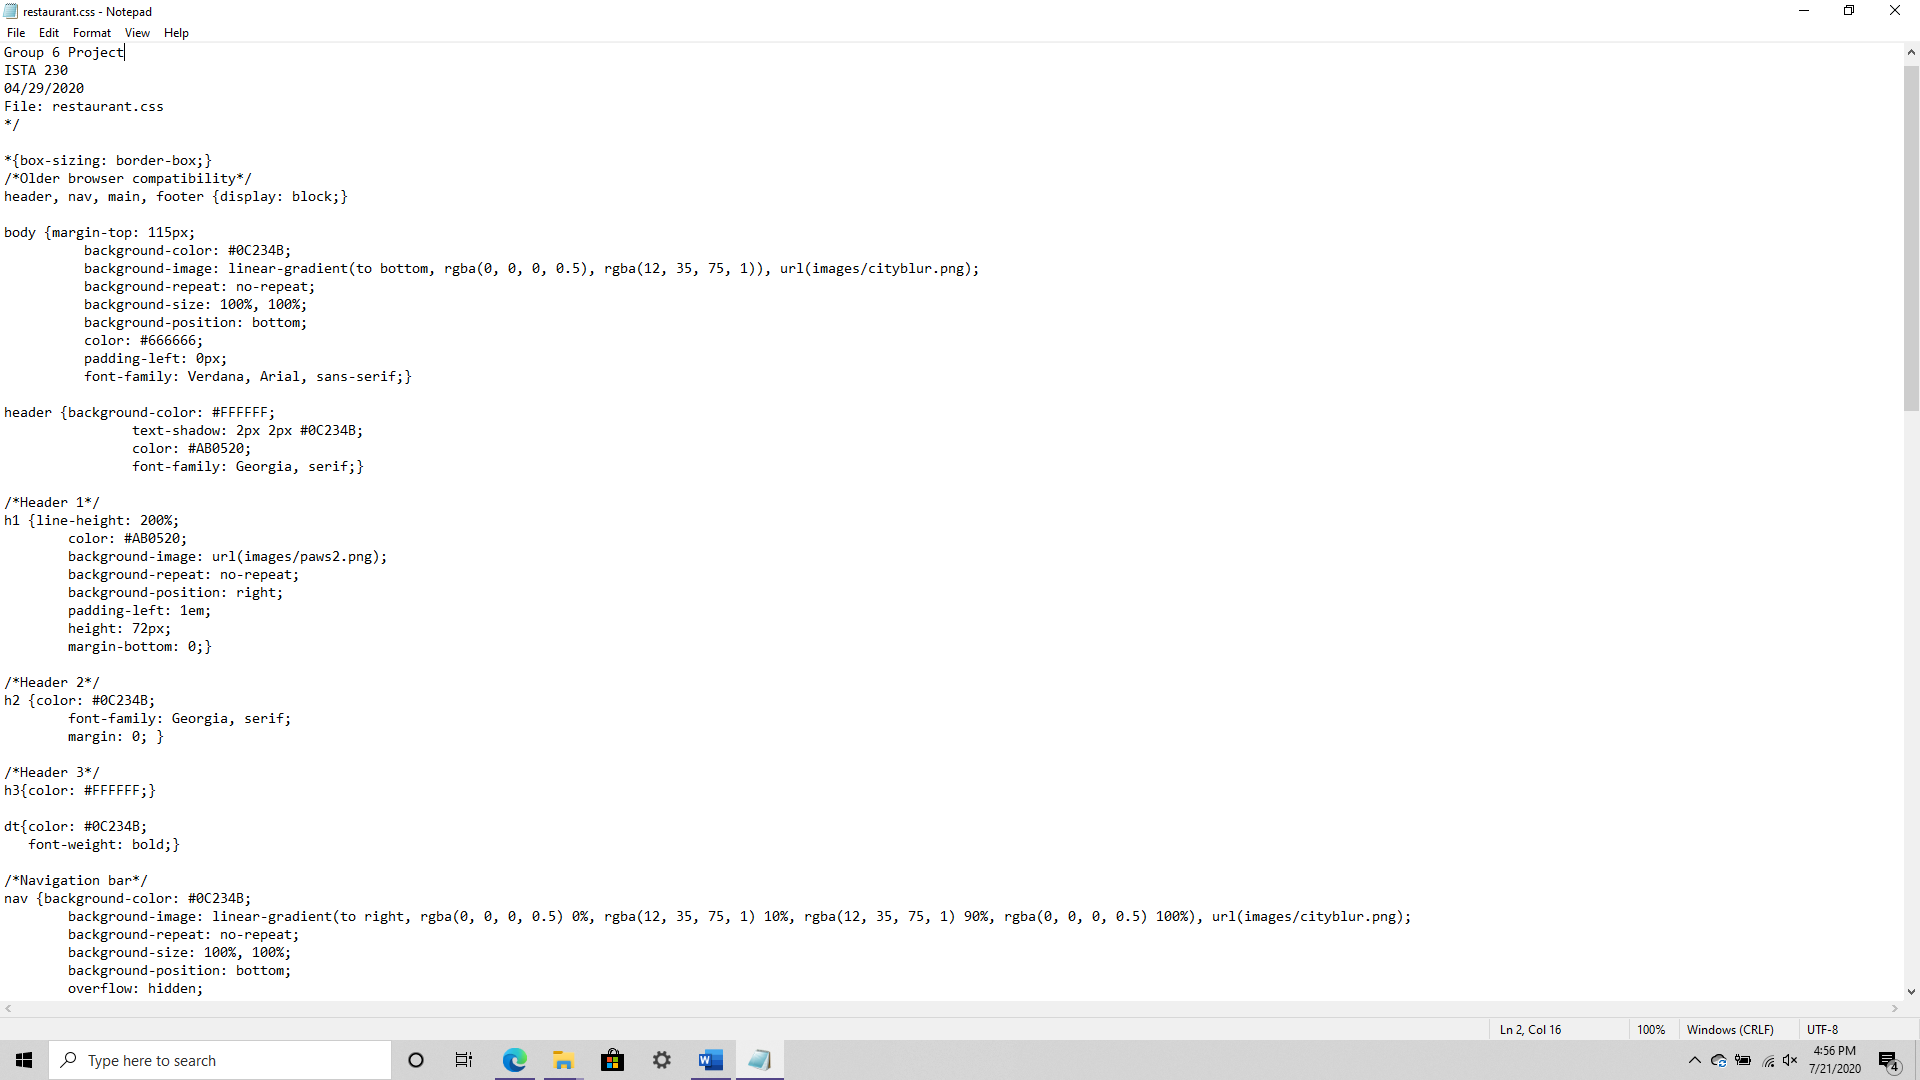 restaurant.css - Notepad
File Edit Format View Help
Group 6 Project
ISTA 230
04/29/2020
File: restaurant.css
*/
*{box-sizing: border-box;}
/*Older browser compatibility*/
header, nav, main, footer {display: block;}
body {margin-top: 115px;
background-color: #0C234B;
background-image: linear-gradient(to bottom, rgba(0, 0, 0, 0.5), rgba(12, 35, 75, 1)), url(images/cityblur.png);
background-repeat: no-repeat;
background-size: 100%, 100%;
background-position: bottom;
color: #666666;
padding-left: 0px;
font-family: Verdana, Arial, sans-serif;}
header {background-color: #FFFFFF;
text-shadow: 2px 2px #0C234B;
color: #AB0520;
font-family: Georgia, serif;}
/*Header 1*/
h1 {line-height: 200%;
color: #AB0520;
background-image: url(images/paws2.png);
background-repeat: no-repeat;
background-position: right;
padding-left: 1em;
height: 72px;
margin-bottom: 0;}
/*Header 2*/
h2 {color: #0C234B;
font-family: Georgia, serif;
margin: 0; }
/*Header 3*/
h3{color: #FFFFFF;}
dt{color: #0C234B;
font-weight: bold;}
/*Navigation bar*/
nav {background-color: #0C234B;
background-image: linear-gradient(to right, rgba(0, 0, 0, 0.5) 0%, rgba(12, 35, 75, 1) 10%, rgba(12, 35, 75, 1) 90%, rgba(0, 0, 0, 0.5) 100%), url(images/cityblur.png);
background-repeat: no-repeat;
background-size: 100%, 100%;
background-position: bottom;
overflow: hidden;
Ln 2, Col 16 100% Windows (CRLF) UTF-8
Type here to search
W
4:56 PM
7/21/2020
4